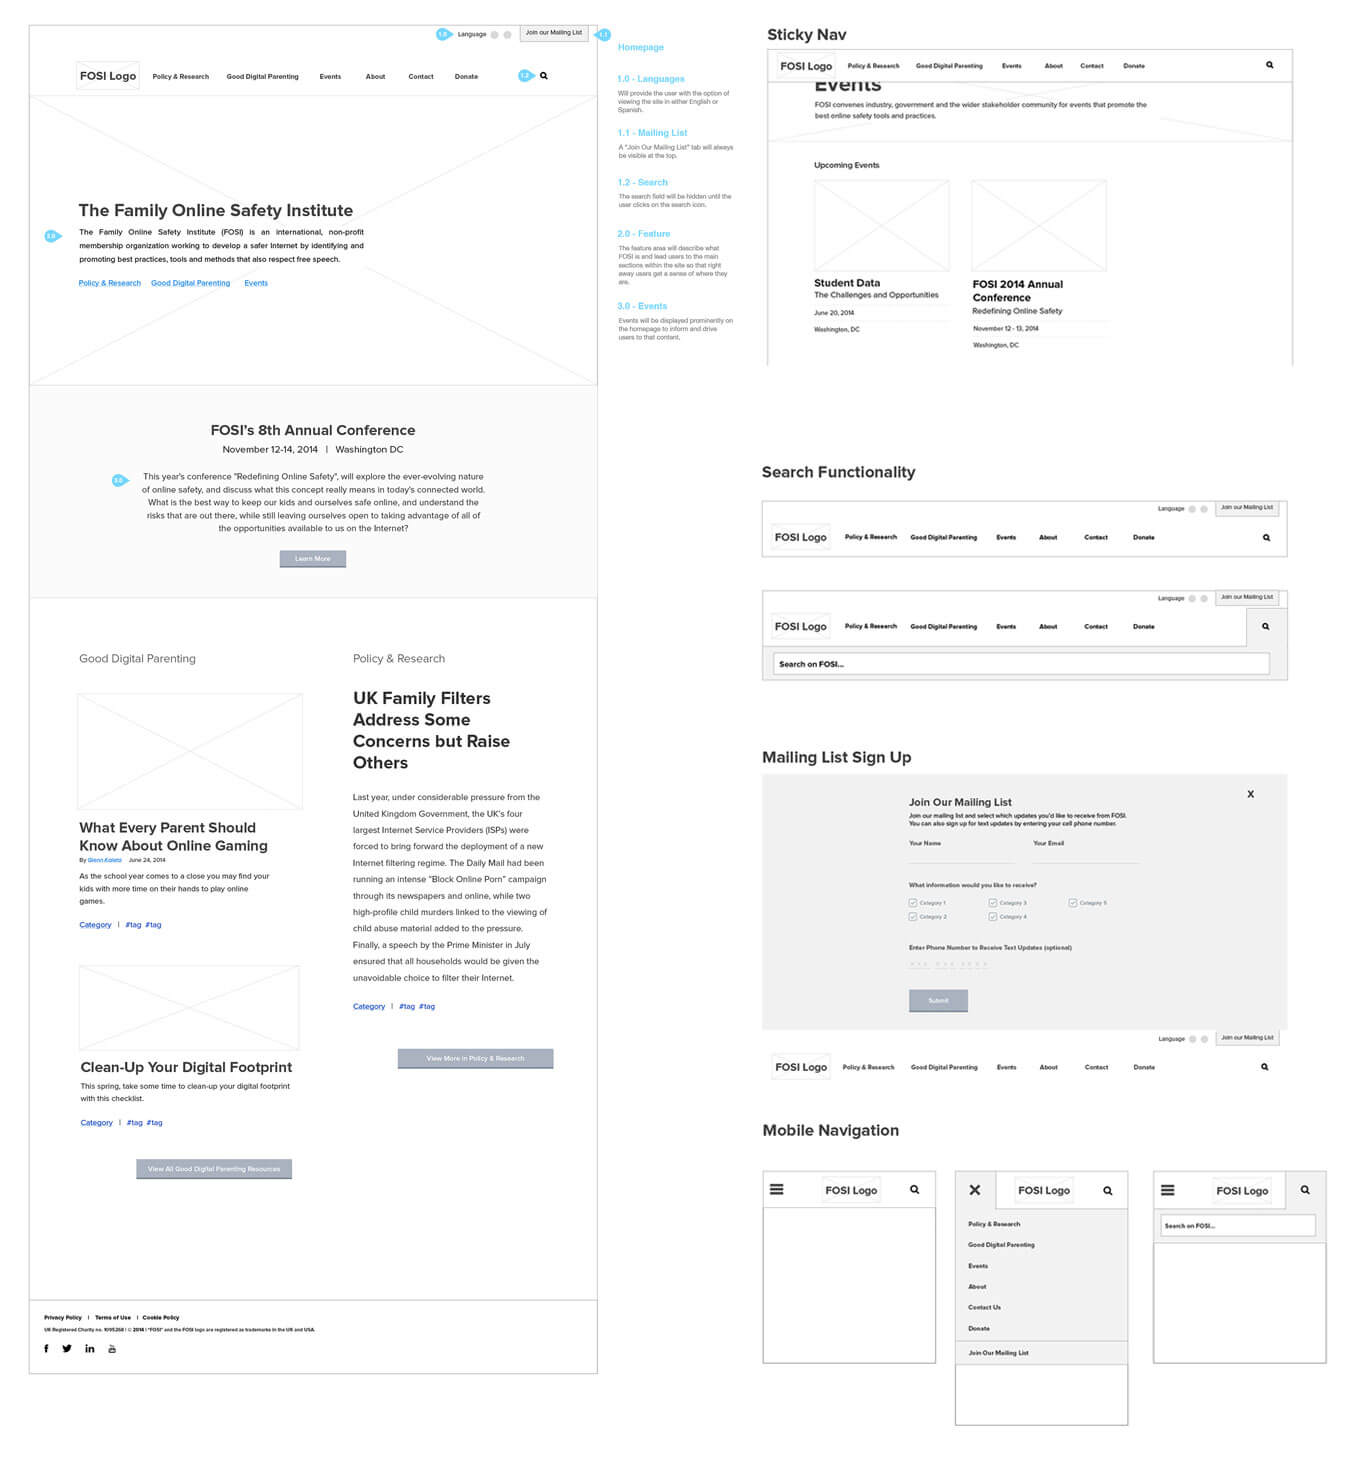 1.0
Language
Join our Mailing List
1.1
FOSI Logo
Policy & Research
Good Digital Parenting
Events
About
Contact
Donate
1.2
The Family Online Safety Institute
2.0
The Family Online Safety Institute (FOSI) is an international, non-profit
membership organization working to develop a safer Internet by identifying and
promoting best practices, tools and methods that also respect free speech.
Policy & Research Good Digital Parenting Events
FOSI's 8th Annual Conference
November 12-14, 2014 | Washington DC
3.0
This year's conference "Redefining Online Safety", will explore the ever-evolving nature
of online safety, and discuss what this concept really means in today's connected world.
What is the best way to keep our kids and ourselves safe online, and understand the
risks that are out there, while still leaving ourselves open to taking advantage of all of
the opportunities available to us on the Internet?
Learn More
Good Digital Parenting
What Every Parent Should
Know About Online Gaming
By Glenn Kaleta June 24, 2014
As the school year comes to a close you may find your
kids with more time on their hands to play online
games.
Category | #tag #tag
Clean-Up Your Digital Footprint
This spring, take some time to clean-up your digital footprint
with this checklist.
Category | #tag #tag
View All Good Digital Parenting Resources
Policy & Research
UK Family Filters
Address Some
Concerns but Raise
Others
Last year, under considerable pressure from the
United Kingdom Government, the UK's four
largest Internet Service Providers (ISPs) were
forced to bring forward the deployment of a new
Internet filtering regime. The Daily Mail had been
running an intense "Block Online Porn" campaign
through its newspapers and online, while two
high-profile child murders linked to the viewing of
child abuse material added to the pressure.
Finally, a speech by the Prime Minister in July
ensured that all households would be given the
unavoidable choice to filter their Internet.
Category | #tag #tag
View More in Policy & Research
Privacy Policy | Terms of Use | Cookie Policy
UK Registered Charity no. 1095268 | © 2014 | "FOSI" and the FOSI logo are registered as trademarks in the UK and USA.
f in You
Homepage
1.0 - Languages
Will provide the user with the option of
viewing the site in either English or
Spanish.
1.1 - Mailing List
A "Join Our Mailing List" tab will always
be visible at the top.
1.2 - Search
The search field will be hidden until the
user clicks on the search icon.
2.0 - Feature
The feature area will describe what
FOSI is and lead users to the main
sections within the site so that right
away users get a sense of where they
are.
3.0 - Events
Events will be displayed prominently on
the homepage to inform and drive
users to that content.
Sticky Nav
FOSI Logo Policy & Research Good Digital Parenting Events About Contact Donate
Events
FOSI convenes industry, government and the wider stakeholder community for events that promote the
best online safety tools and practices.
Upcoming Events
Student Data
The Challenges and Opportunities
June 20, 2014
Washington, DC
FOSI 2014 Annual
Conference
Redefining Online Safety
November 12 - 13, 2014
Washington, DC
Search Functionality
Language Join our Mailing List
FOSI Logo Policy & Research Good Digital Parenting Events About Contact Donate
Language Join our Mailing List
FOSI Logo Policy & Research Good Digital Parenting Events About Contact Donate
Search on FOSI...
Mailing List Sign Up
X
Join Our Mailing List
Join our mailing list and select which updates you'd like to receive from FOSI.
You can also sign up for text updates by entering your cell phone number.
Your Name Your Email
What information would you like to receive?
Category 1 Category 3 Category 5
Category 2 Category 4
Enter Phone Number to Receive Text Updates (optional)
Submit
Language Join our Mailing List
FOSI Logo Policy & Research Good Digital Parenting Events About Contact Donate
Mobile Navigation
FOSI Logo
FOSI Logo
Policy & Research
Good Digital Parenting
Events
About
Contact Us
Donate
Join Our Mailing List
FOSI Logo
Search on FOSI...